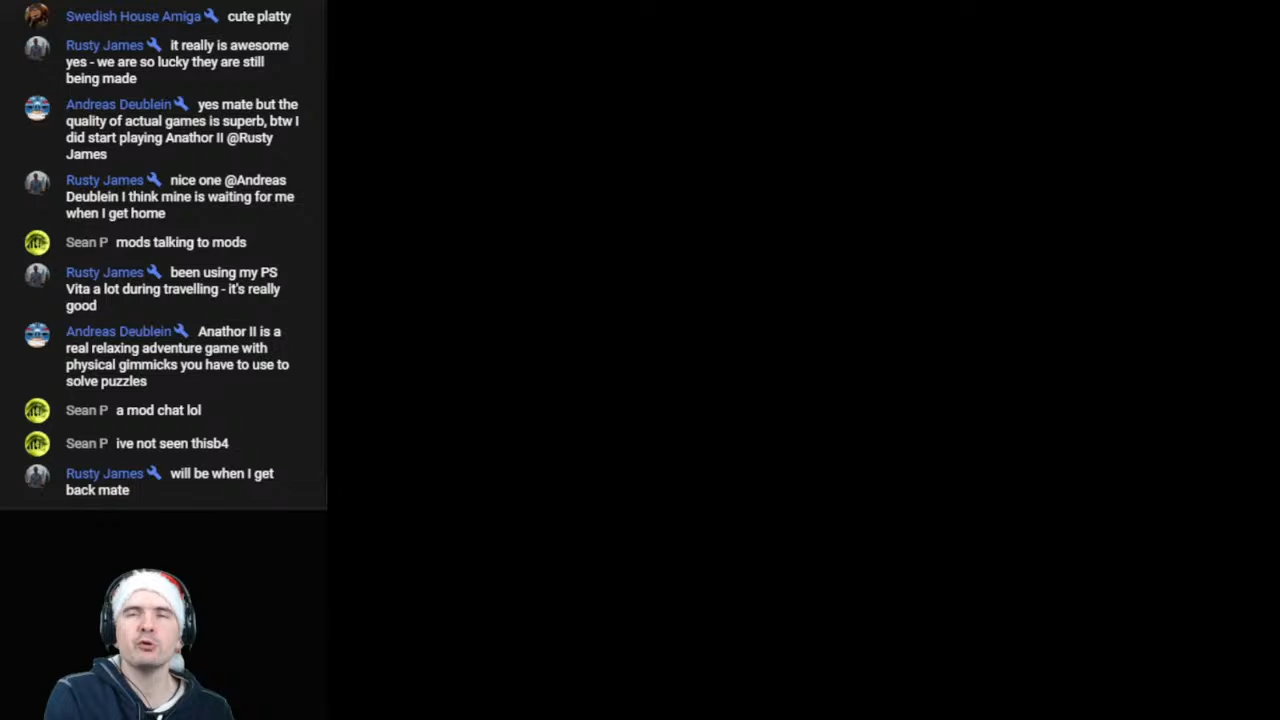 Swedish House Amiga cute platty
Rusty James it really is awesome
yes - we are so lucky they are still
being made
Andreas Deublein yes mate but the
quality of actual games is superb, btw I
did start playing Anathor II @Rusty
James
Rusty James nice one @Andreas
Deublein I think mine is waiting for me
when I get home
Sean P mods talking to mods
Rusty James been using my PS
Vita a lot during travelling - it's really
good
Andreas Deublein Anathor II is a
real relaxing adventure game with
physical gimmicks you have to use to
solve puzzles
Sean P a mod chat lol
Sean P ive not seen thisb4
Rusty James will be when I get
back mate